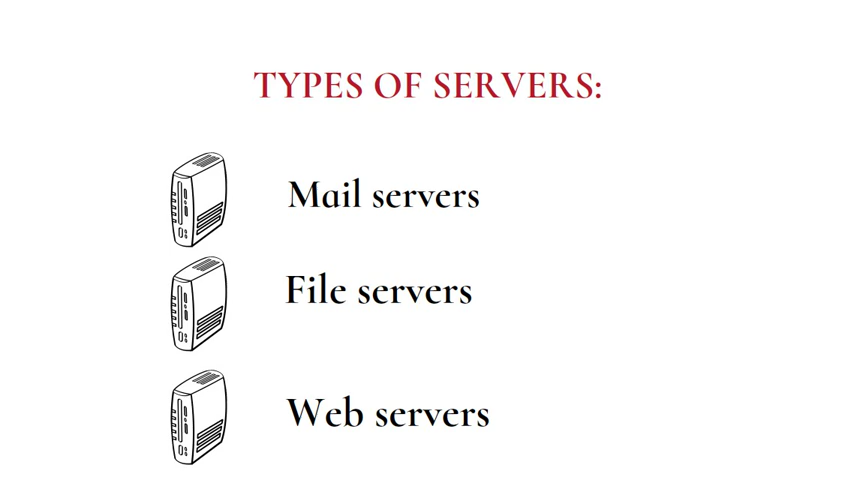 TYPES OF SERVERS:
Mail servers
File servers
Web servers